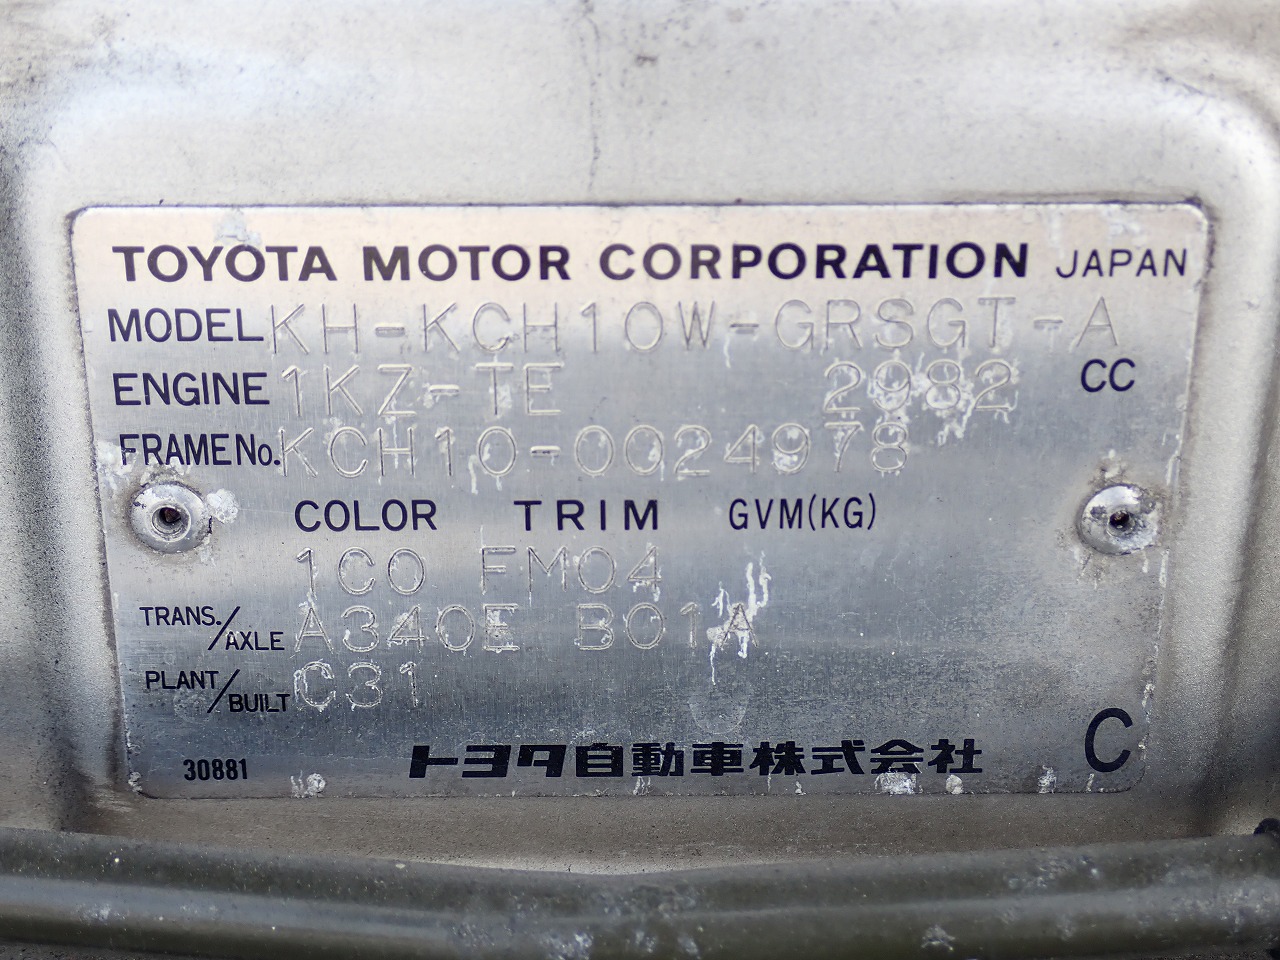 TOYOTA MOTOR CORPORATION JAPAN
MODEL KH-KCH10W-GRSGT-A
ENGINE 1KZ-TE 2982 CC
FRAME No. KCH10-0024978
COLOR TRIM GVM(KG)
1C0 FM04
TRANS./AXLE A340E B01A
PLANT/BUILT C31
30881 トヨタ自動車株式会社 C